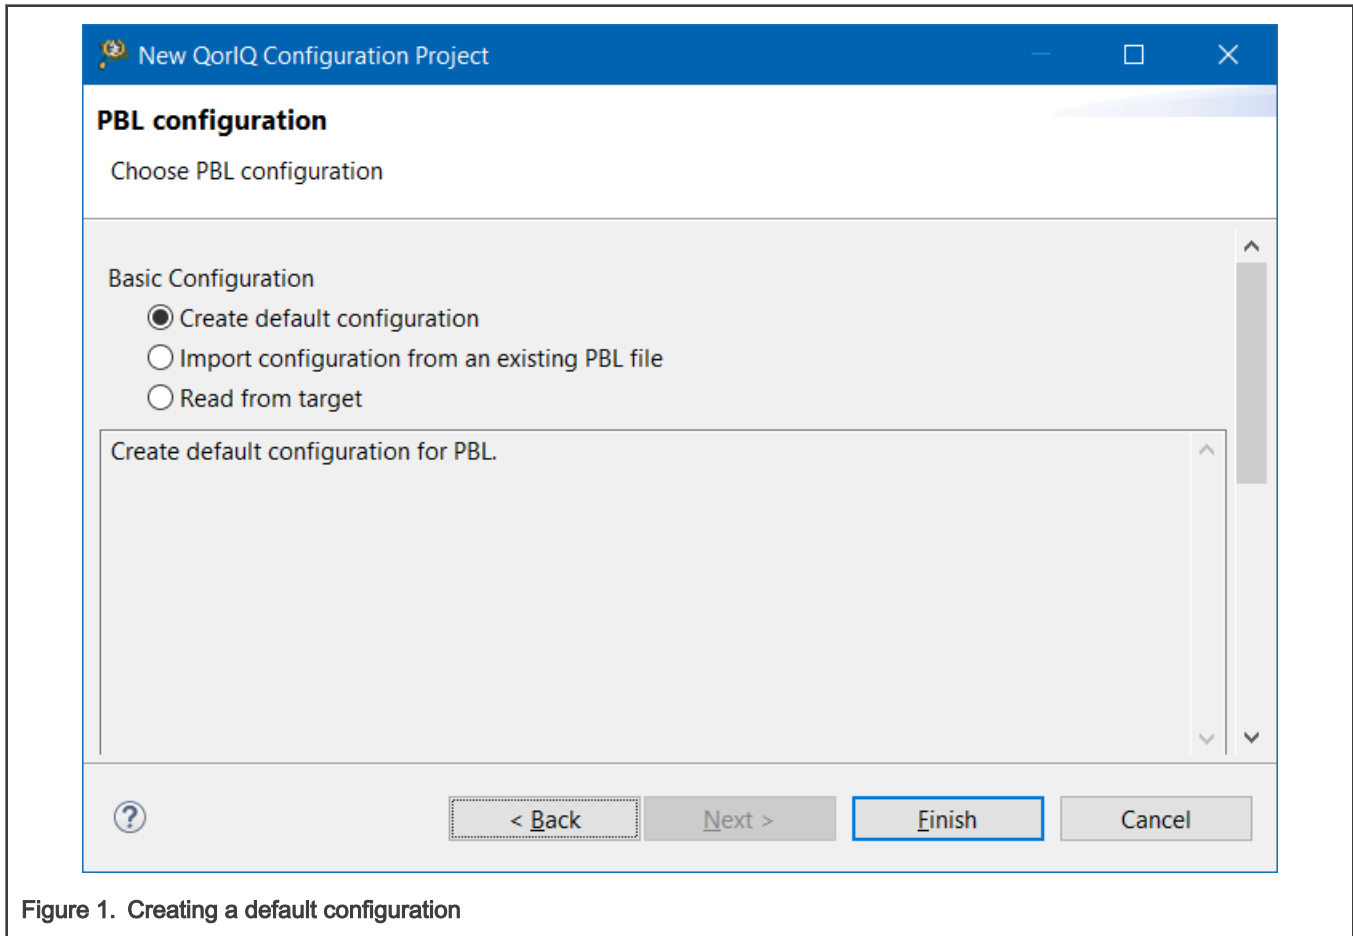 New QorIQ Configuration Project
PBL configuration
Choose PBL configuration
Basic Configuration
Create default configuration
Import configuration from an existing PBL file
Read from target
Create default configuration for PBL.
?
< Back
Next >
Finish
Cancel
Figure 1. Creating a default configuration